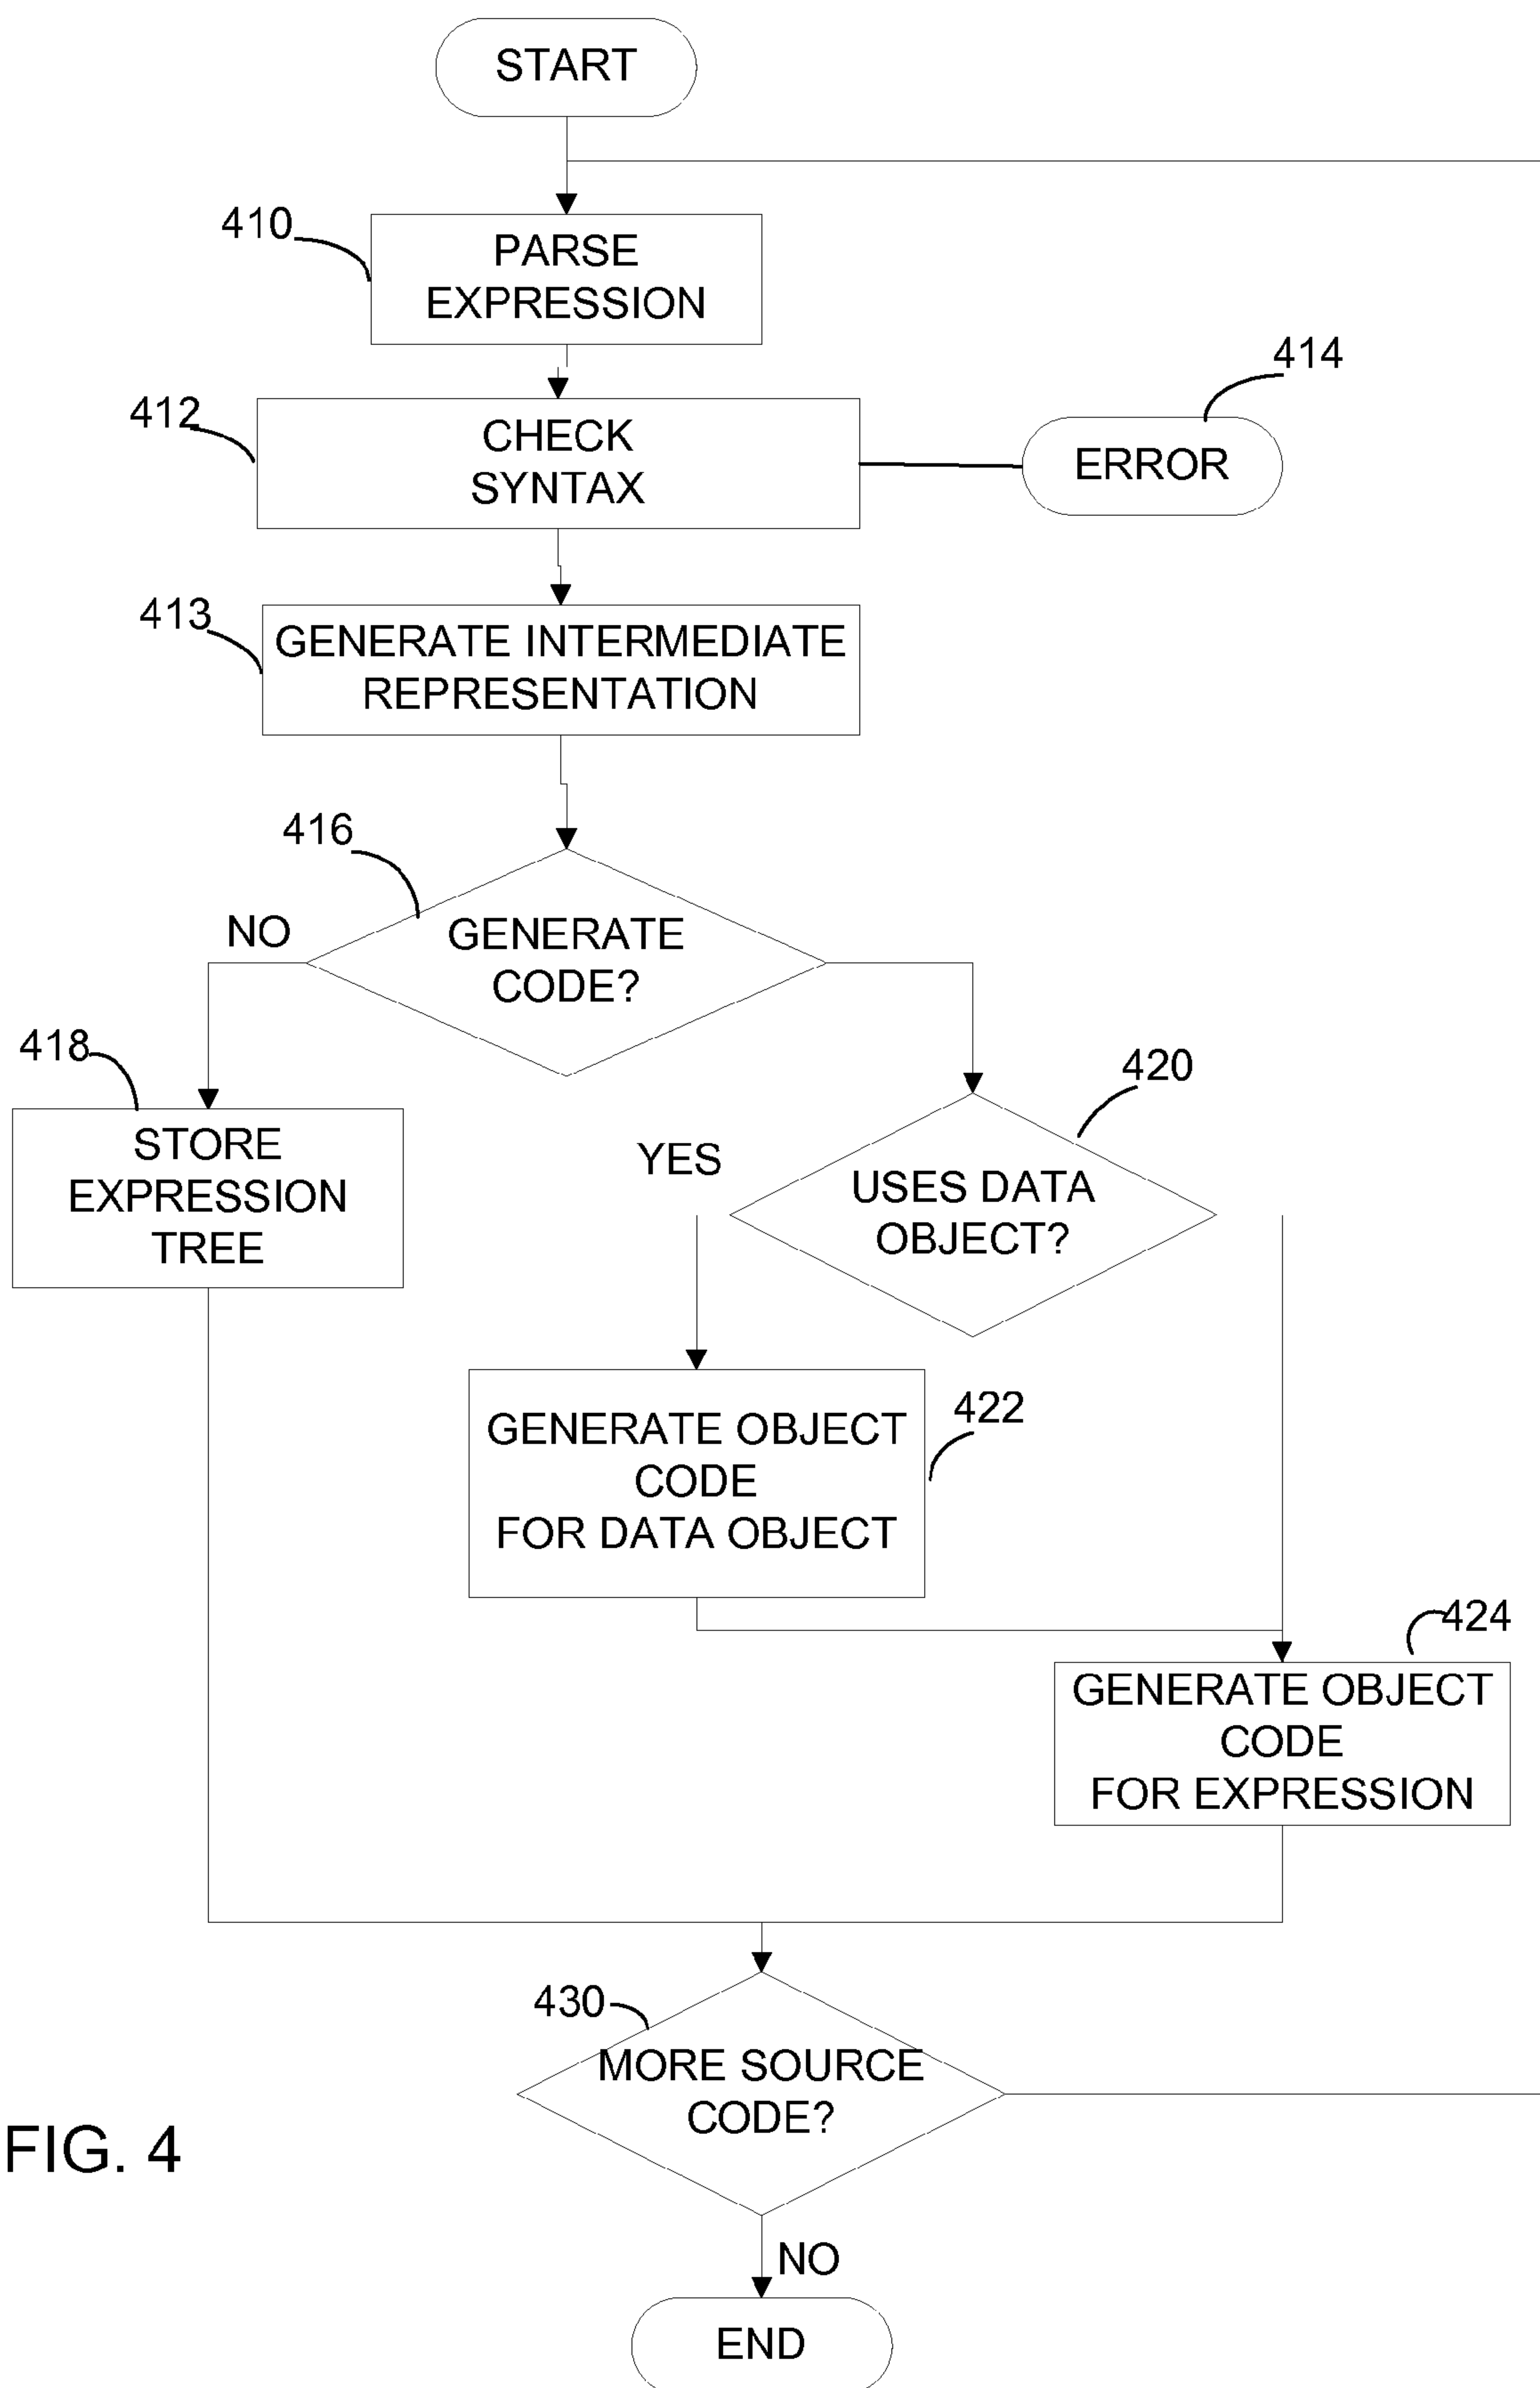 START
410
PARSE
EXPRESSION
414
412
CHECK
SYNTAX
ERROR
413
GENERATE INTERMEDIATE
REPRESENTATION
416
NO
GENERATE
CODE?
418
STORE
EXPRESSION
TREE
420
YES
USES DATA
OBJECT?
422
GENERATE OBJECT
CODE
FOR DATA OBJECT
424
GENERATE OBJECT
CODE
FOR EXPRESSION
430
MORE SOURCE
CODE?
FIG. 4
NO
END